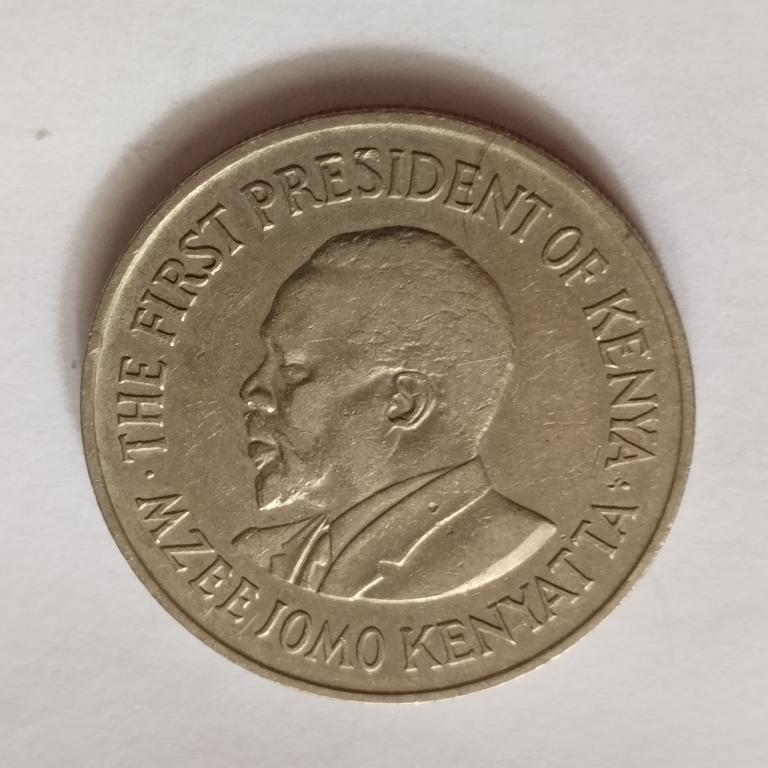 THE FIRST PRESIDENT OF KENYA
MZEE JOMO KENYATTA